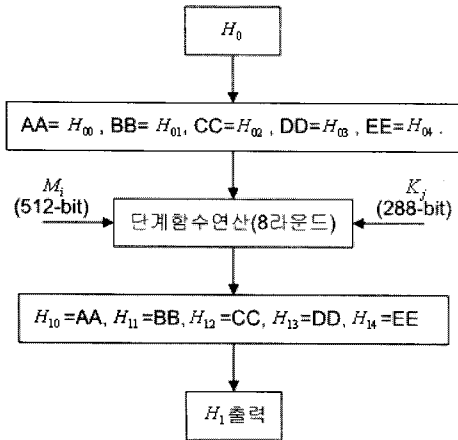 H₀
AA= H₀₀ , BB= H₀₁, CC=H₀₂, DD=H₀₃, EE=H₀₄ .
Mᵢ
(512-bit)
Kⱼ
(288-bit)
단계함수연산(8라운드)
H₁₀=AA, H₁₁=BB, H₁₂=CC, H₁₃=DD, H₁₄=EE
H₁출력